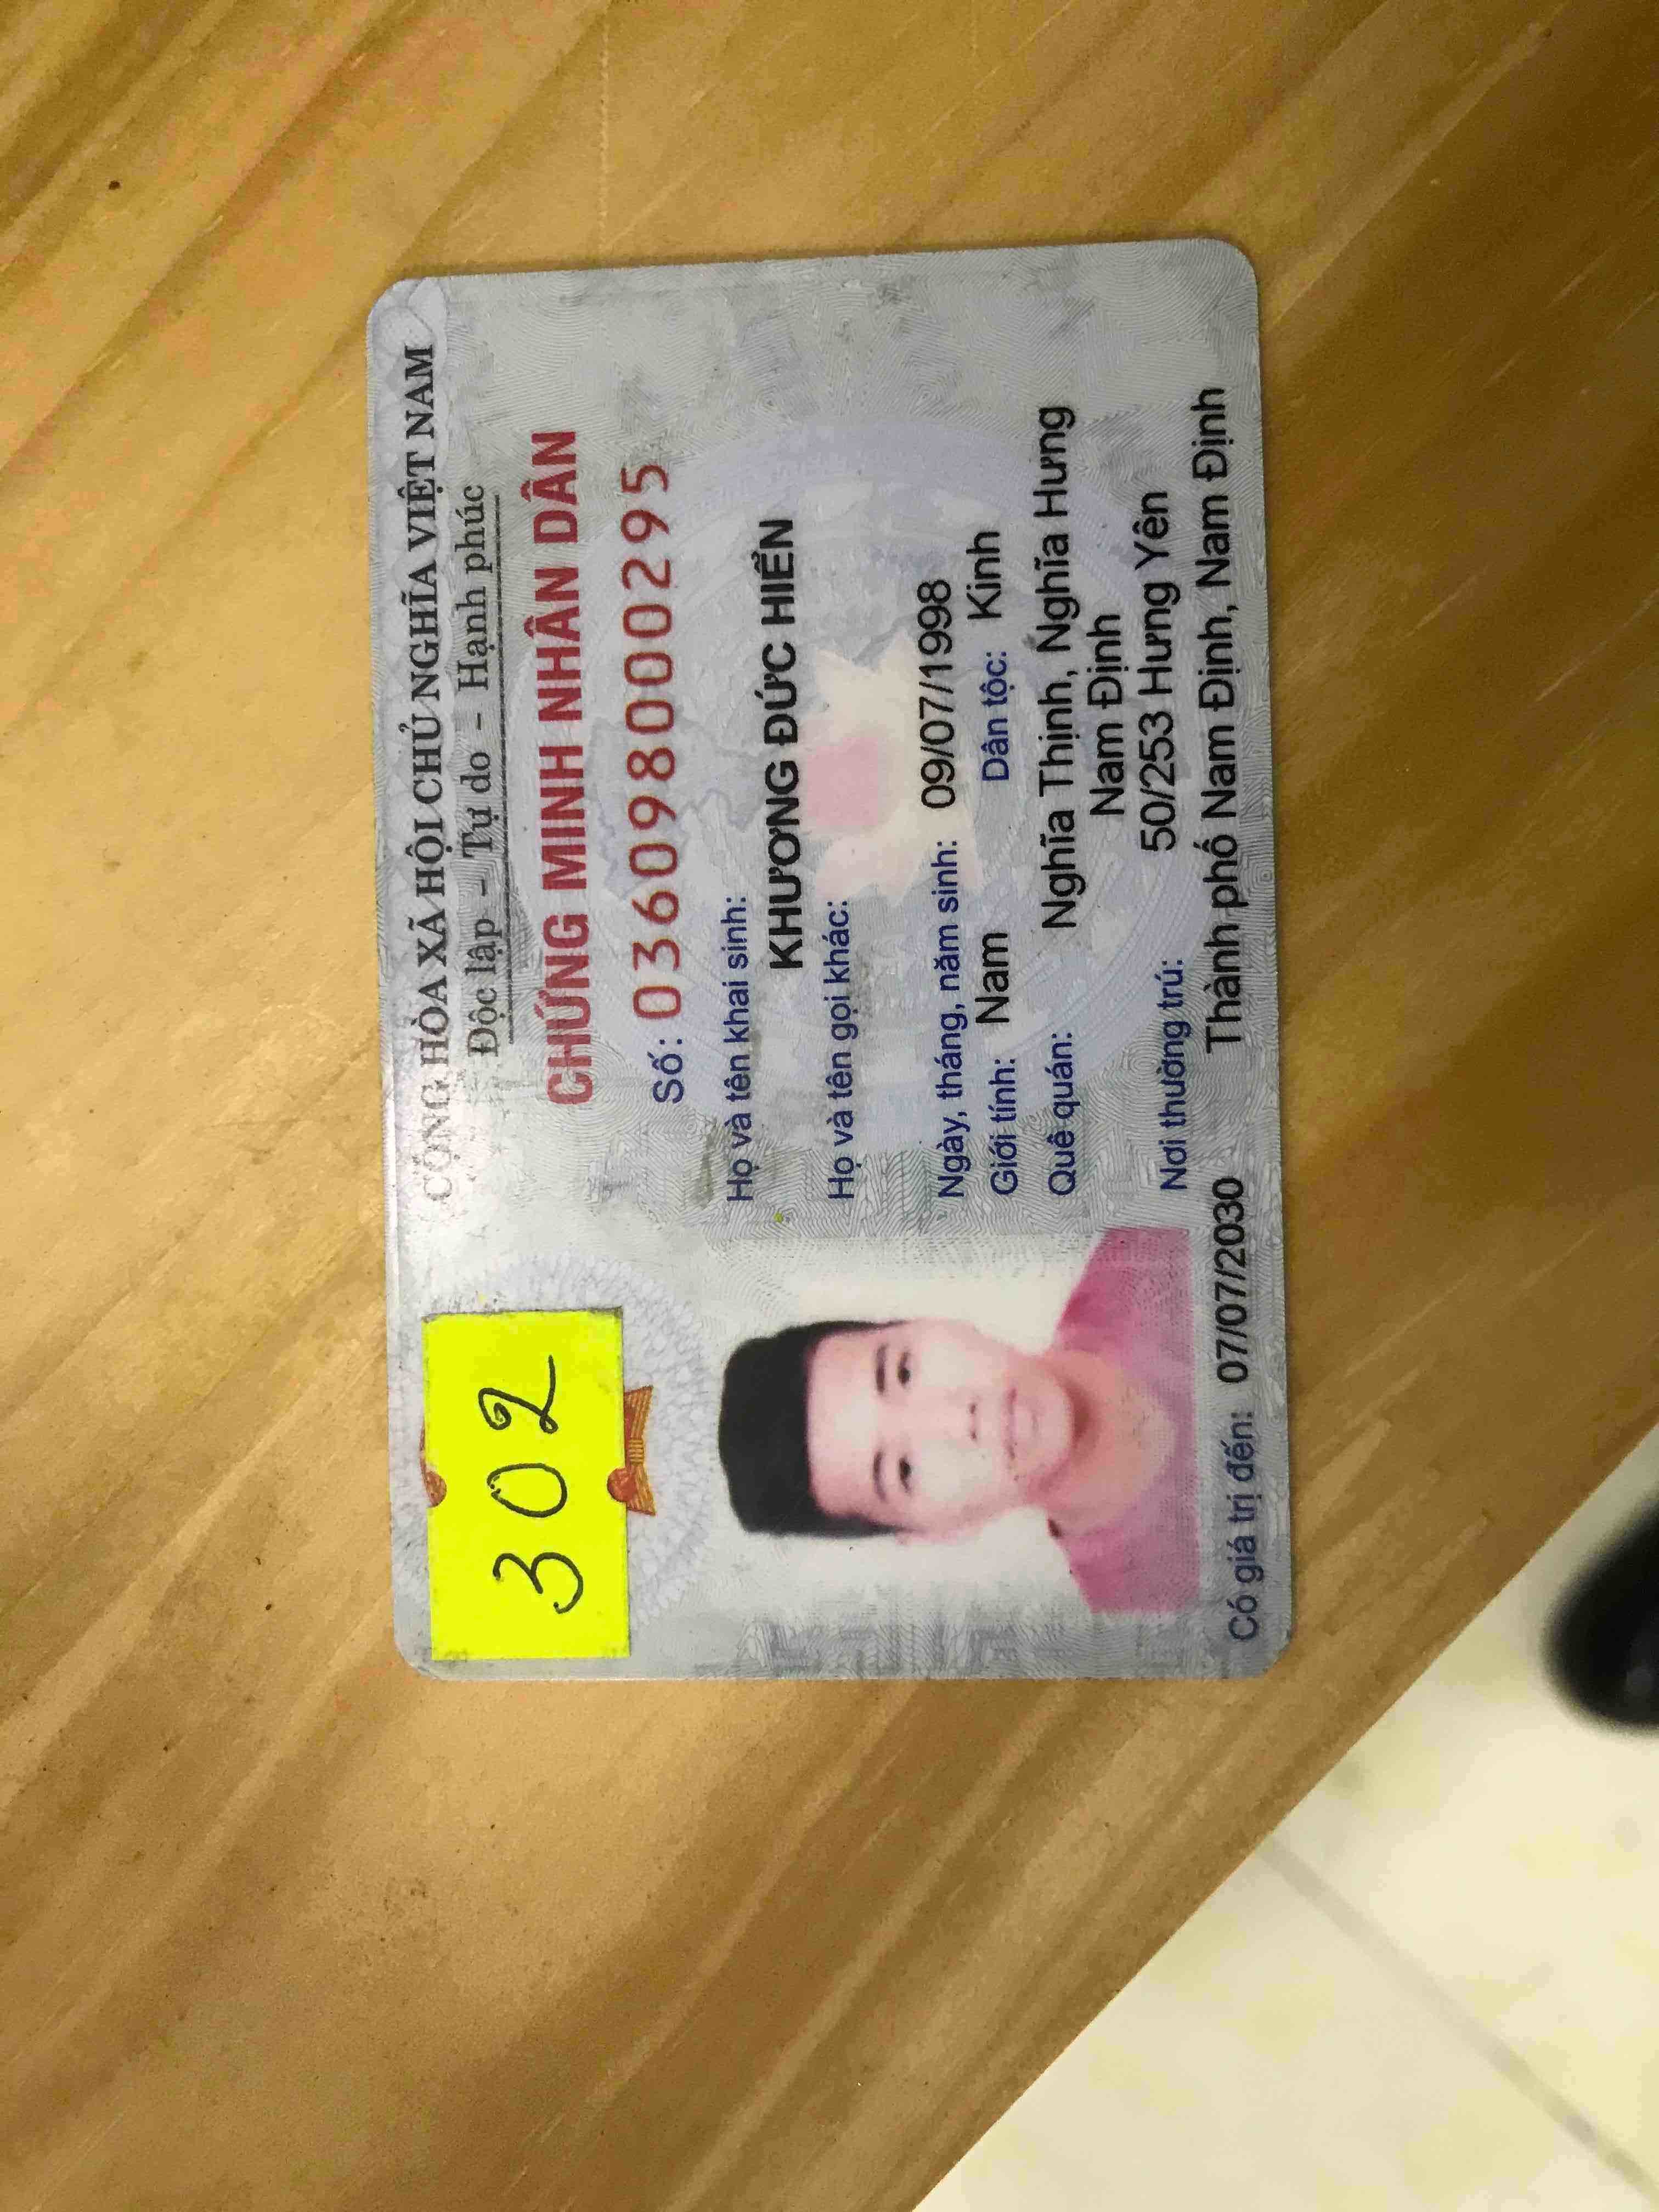 CỘNG HÒA XÃ HỘI CHỦ NGHĨA VIỆT NAM
Độc lập - Tự do - Hạnh phúc
CHỨNG MINH NHÂN DÂN
Số: 036098000295
Họ và tên khai sinh:
KHƯƠNG ĐỨC HIỂN
Họ và tên gọi khác:
Ngày, tháng, năm sinh: 09/07/1998
Giới tính: Nam Dân tộc: Kinh
Quê quán: Nghĩa Thịnh, Nghĩa Hưng
Nam Định
Nơi thường trú: 50/253 Hưng Yên
Thành phố Nam Định, Nam Định
302
Có giá trị đến: 07/07/2030